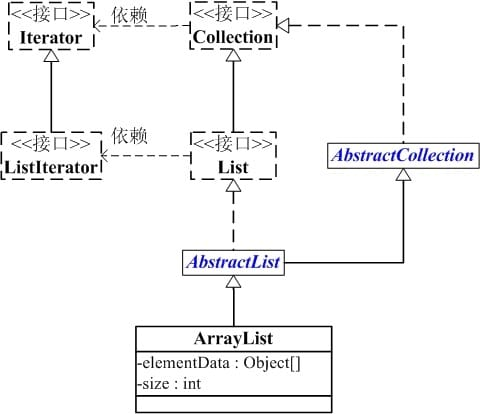 <<接口>>
Iterator
依赖
<<接口>>
Collection
<<接口>>
ListIterator
依赖
<<接口>>
List
AbstractCollection
AbstractList
ArrayList
-elementData : Object[]
-size : int